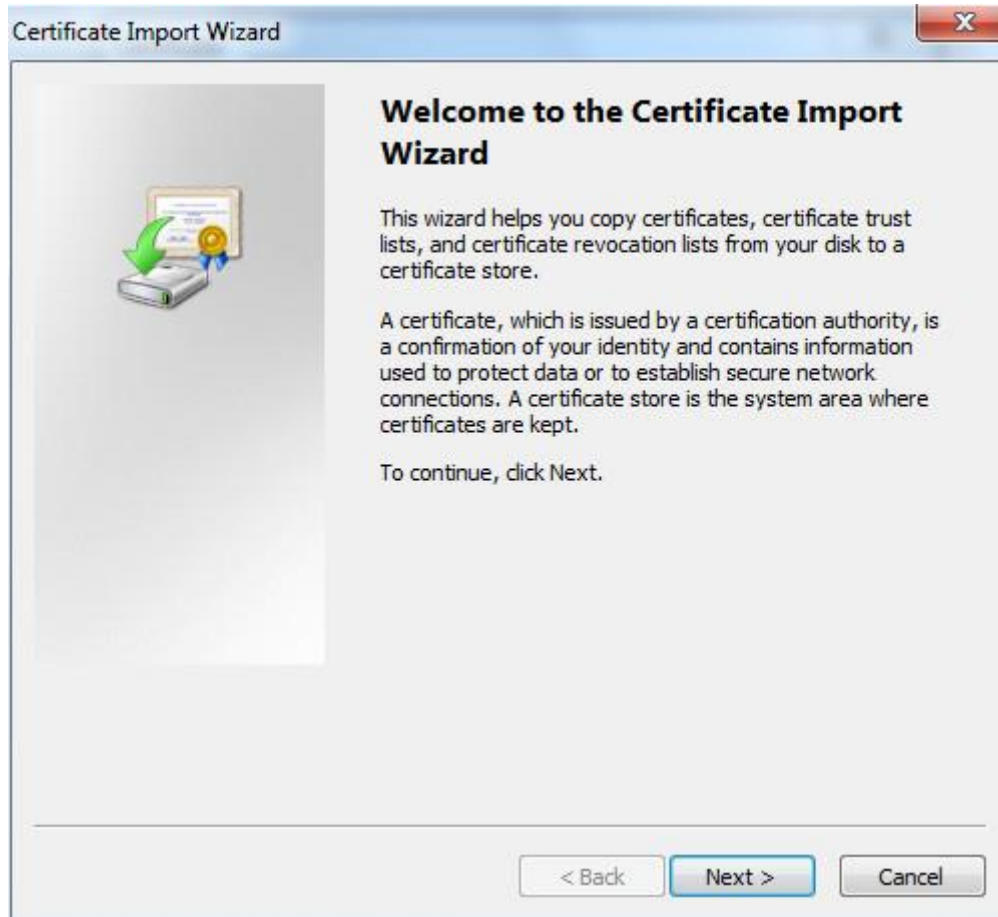 Certificate Import Wizard
X
Welcome to the Certificate Import
Wizard
This wizard helps you copy certificates, certificate trust
lists, and certificate revocation lists from your disk to a
certificate store.
A certificate, which is issued by a certification authority, is
a confirmation of your identity and contains information
used to protect data or to establish secure network
connections. A certificate store is the system area where
certificates are kept.
To continue, click Next.
< Back Next > Cancel